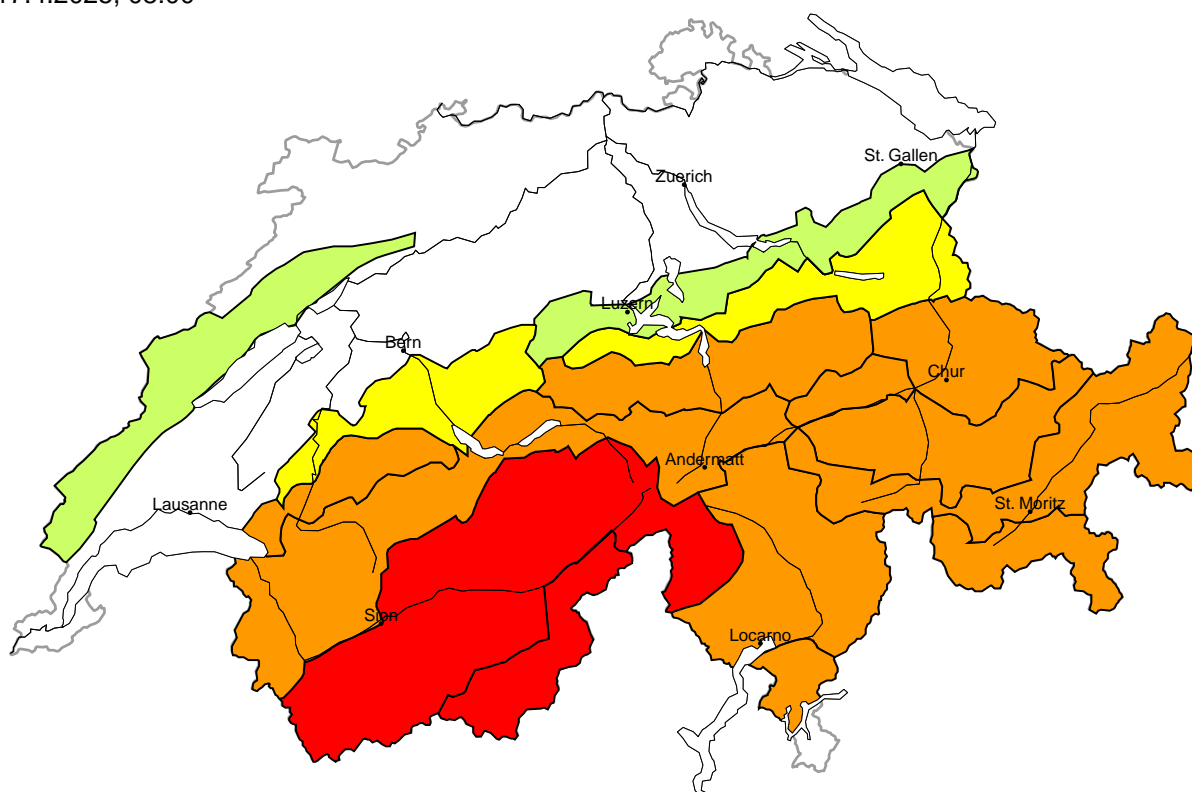 St. Gallen
Zuerich
Luzern
Bern
Chur
Andermatt
Lausanne
St. Moritz
Sion
Locarno